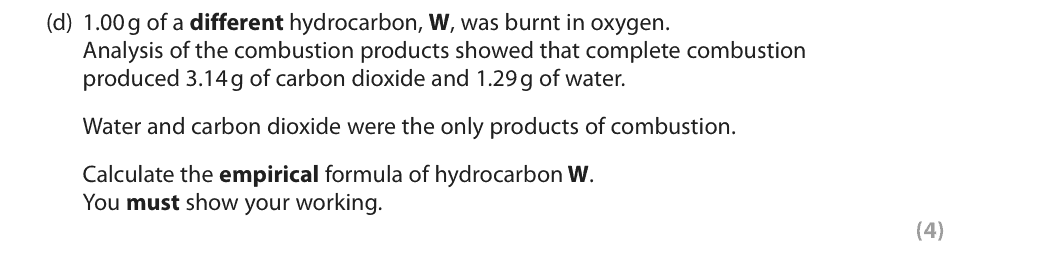 (d) 1.00 g of a different hydrocarbon, W, was burnt in oxygen.
Analysis of the combustion products showed that complete combustion
produced 3.14 g of carbon dioxide and 1.29 g of water.
Water and carbon dioxide were the only products of combustion.
Calculate the empirical formula of hydrocarbon W.
You must show your working.
(4)